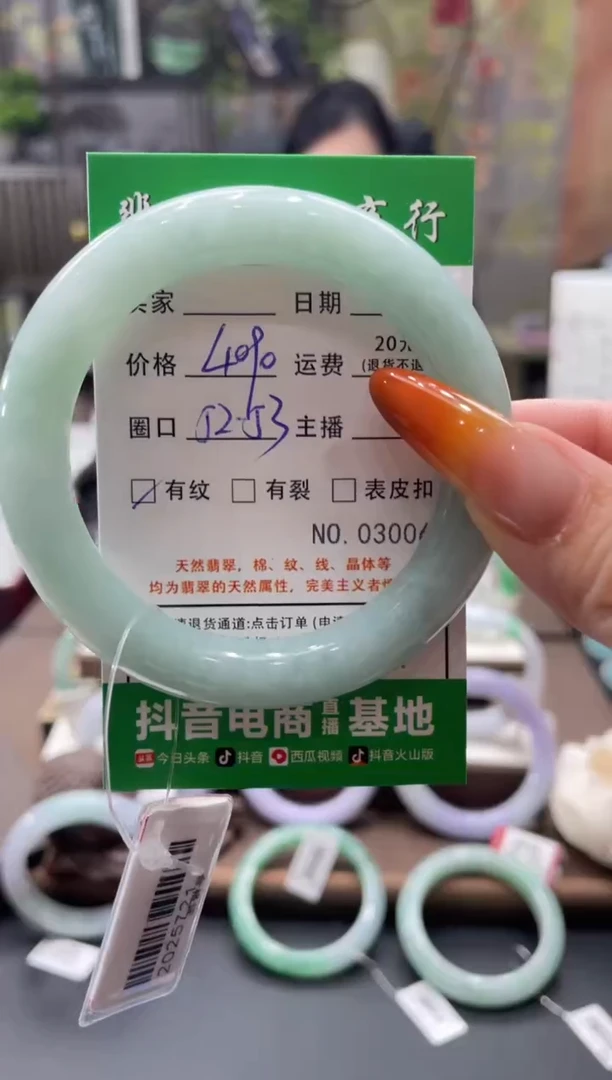 行
家 日期
价格 运费 20元
(退货不退
圈口 52-53 主播
有纹 有裂 表皮扣
NO.03006
天然翡翠，棉、纹、线、晶体等
均为翡翠的天然属性，完美主义者
退货通道:点击订单
抖音电商直播基地
头条 今日头条 抖音 西瓜视频 抖音火山版